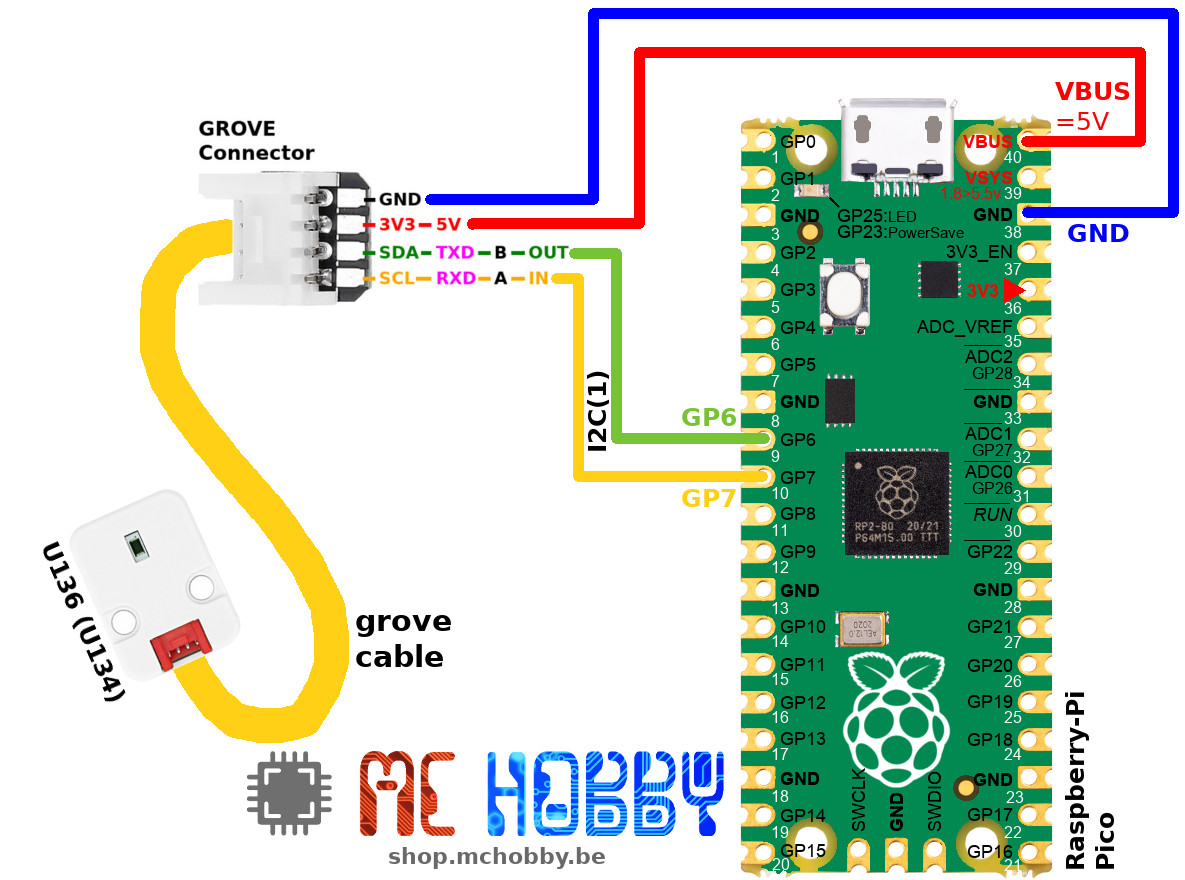 VBUS
=5V
GROVE
Connector
GND
3V3 5V
SDA TXD B OUT
SCL RXD A IN
GND
I2C(1)
GP6
GP7
U136 (U134)
grove
cable
MC HOBBY
shop.mchobby.be
Raspberry-Pi
Pico
GP0
1
GP1
2
GND
3
GP2
4
GP3
5
GP4
6
GP5
7
GND
8
GP6
9
GP7
10
GP8
11
GP9
12
GND
13
GP10
14
GP11
15
GP12
16
GP13
17
GND
18
GP14
19
GP15
20
GP25:LED
GP23:PowerSave
RP2-B0 20/21
P64M15.00 TTT
AEL12.0
2020
SWCLK
GND
SWDIO
VBUS
40
VSYS
39
1.8>5.5v
GND
38
3V3_EN
37
3V3
36
ADC_VREF
35
ADC2
GP28
34
GND
33
ADC1
GP27
32
ADC0
GP26
31
RUN
30
GP22
29
GND
28
GP21
27
GP20
26
GP19
25
GP18
24
GND
23
GP17
22
GP16
21